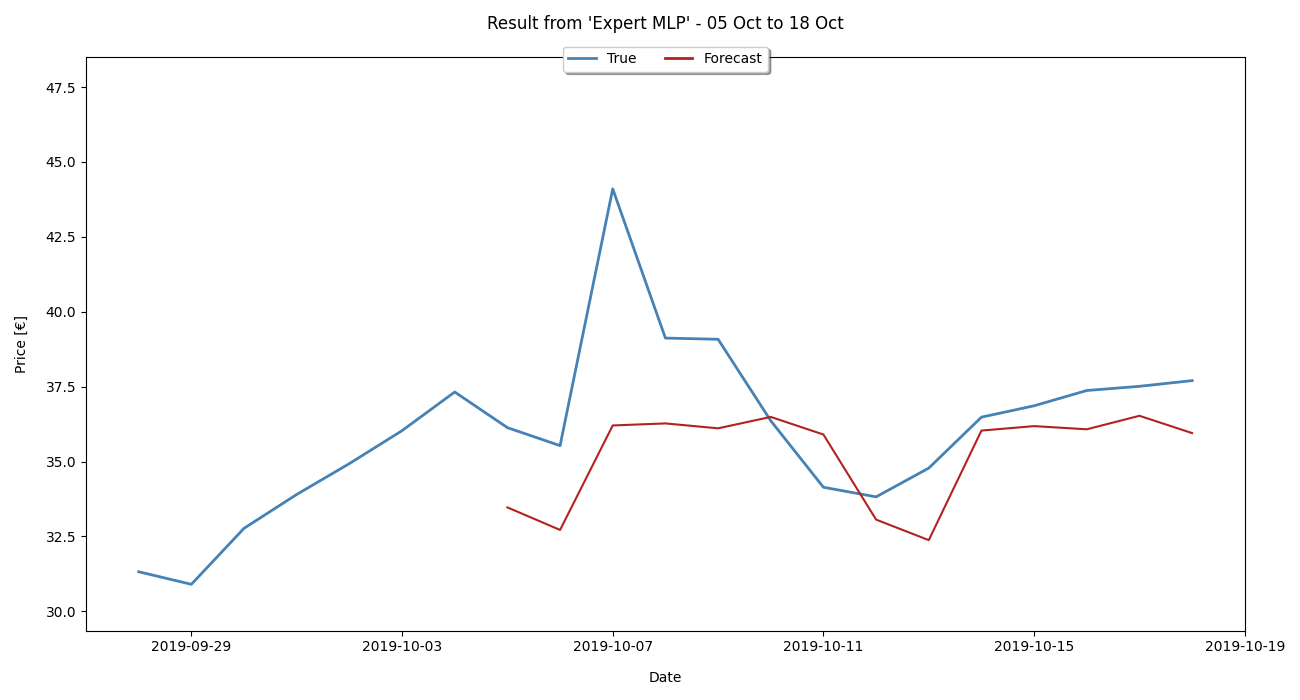 Result from 'Expert MLP' - 05 Oct to 18 Oct
True Forecast
47.5
45.0
42.5
40.0
37.5
35.0
32.5
30.0
Price [€]
2019-09-29 2019-10-03 2019-10-07 2019-10-11 2019-10-15 2019-10-19
Date